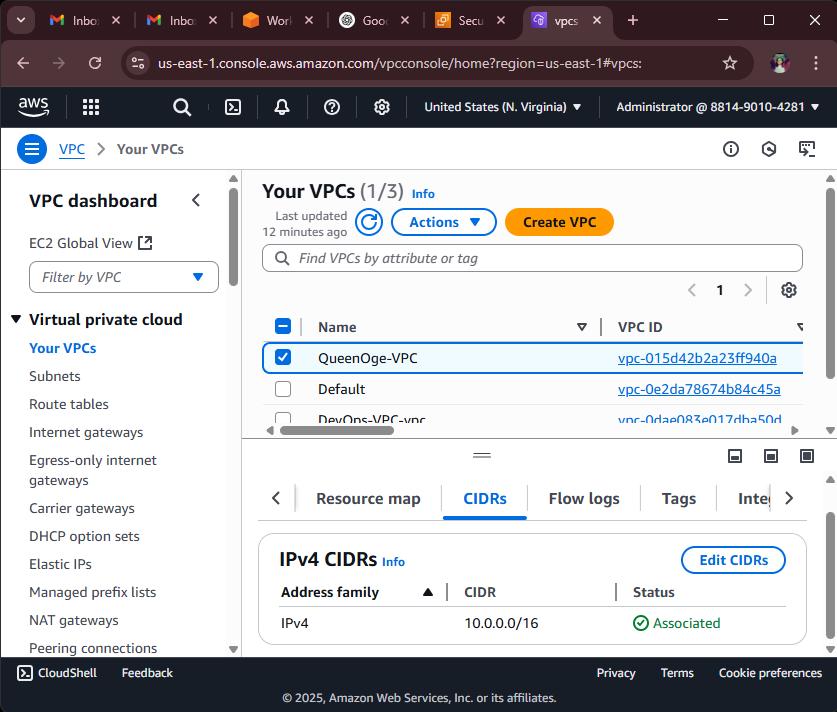 Inbo
Inbo
Work
Goo
Secu
vpcs
us-east-1.console.aws.amazon.com/vpcconsole/home?region=us-east-1#vpcs:
aws
United States (N. Virginia)
Administrator @ 8814-9010-4281
VPC
Your VPCs
VPC dashboard
EC2 Global View
Filter by VPC
Virtual private cloud
Your VPCs
Subnets
Route tables
Internet gateways
Egress-only internet
gateways
Carrier gateways
DHCP option sets
Elastic IPs
Managed prefix lists
NAT gateways
Peering connections
Your VPCs (1/3) Info
Last updated
12 minutes ago
Actions
Create VPC
Find VPCs by attribute or tag
1
Name VPC ID
QueenOge-VPC vpc-015d42b2a23ff940a
Default vpc-0e2da78674b84c45a
DevOps-VPC-vpc vpc-0dae083e017dba50d
Resource map CIDRs Flow logs Tags Inte
IPv4 CIDRs Info
Edit CIDRs
Address family CIDR Status
IPv4 10.0.0.0/16 Associated
CloudShell Feedback Privacy Terms Cookie preferences
© 2025, Amazon Web Services, Inc. or its affiliates.